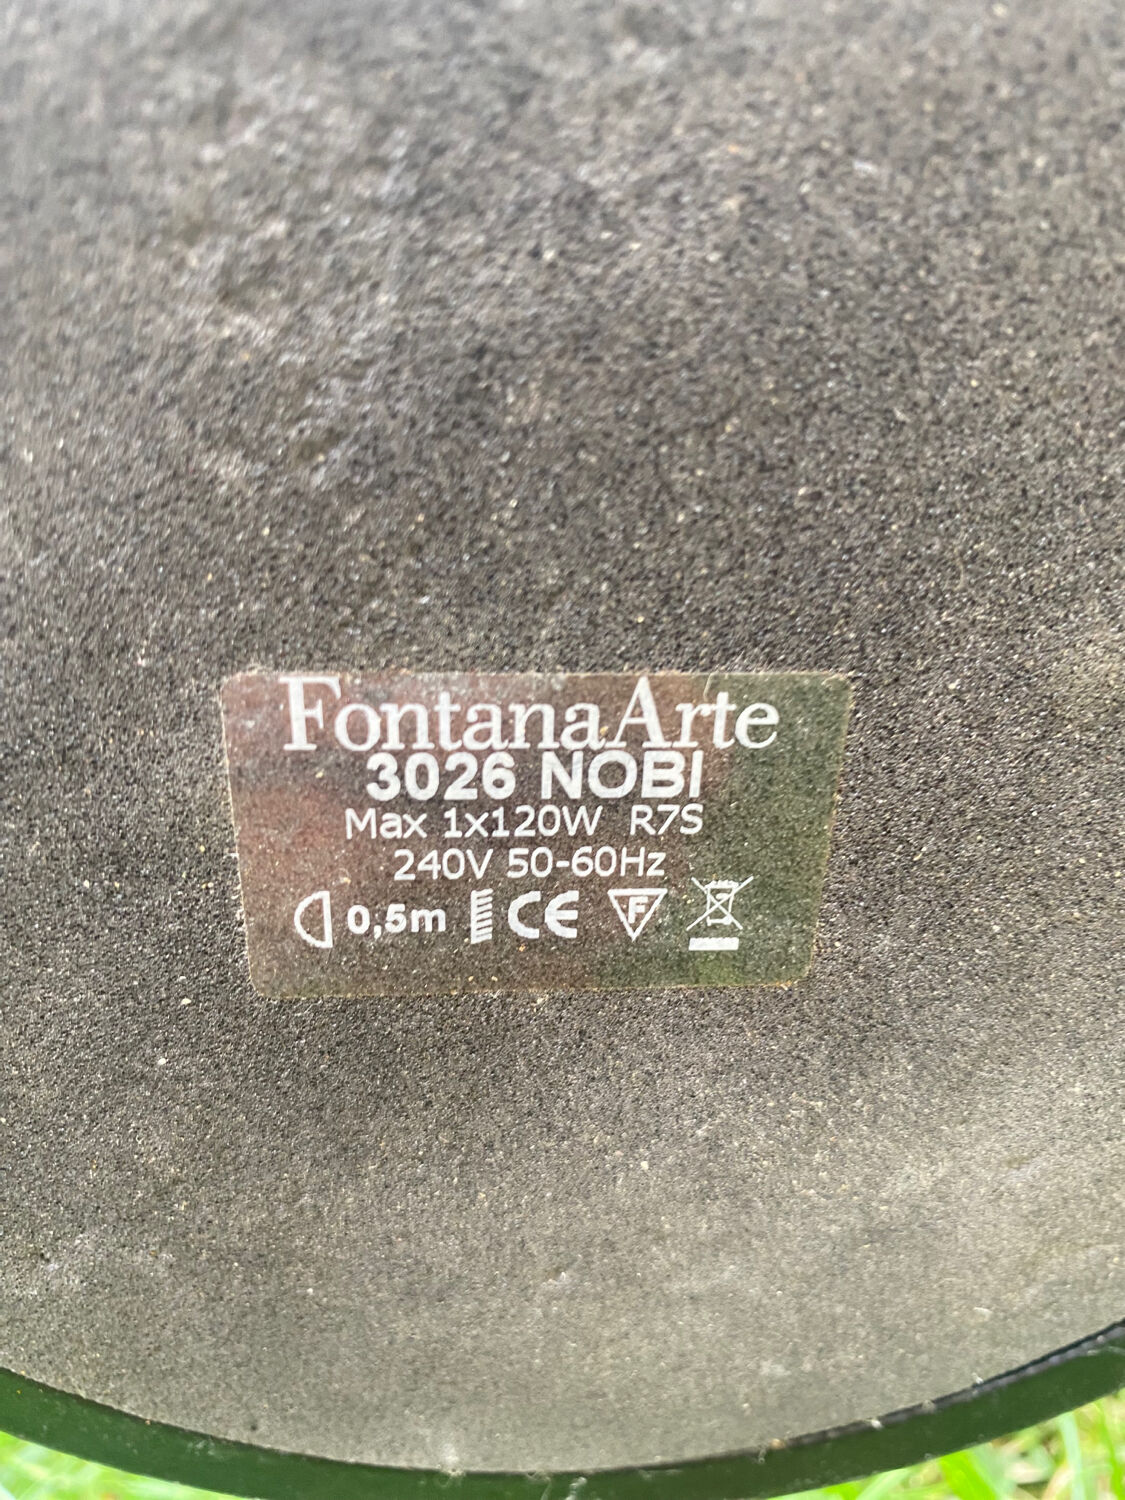 FontanaArte
3026 NOBI
Max 1x120W R7S
240V 50-60Hz
0,5m CE F